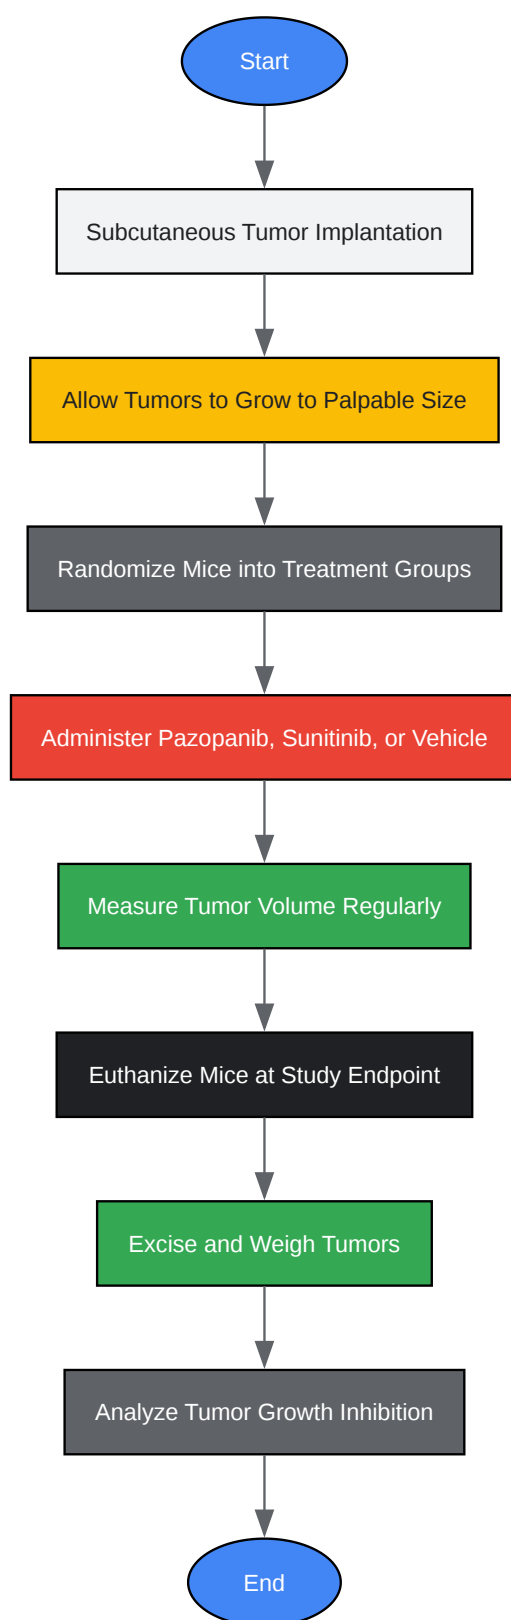 Start
Subcutaneous Tumor Implantation
Allow Tumors to Grow to Palpable Size
Randomize Mice into Treatment Groups
Administer Pazopanib, Sunitinib, or Vehicle
Measure Tumor Volume Regularly
Euthanize Mice at Study Endpoint
Excise and Weigh Tumors
Analyze Tumor Growth Inhibition
End